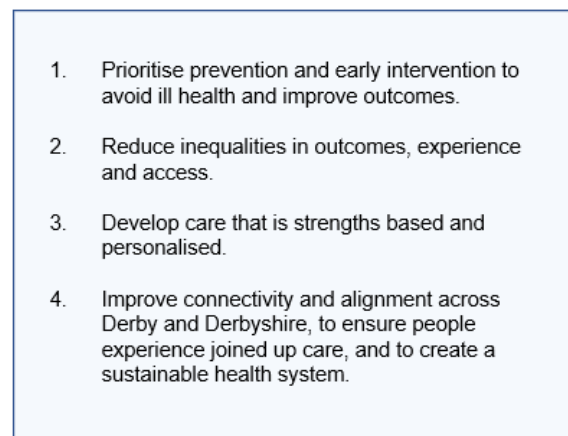 1. Prioritise prevention and early intervention to
avoid ill health and improve outcomes.
2. Reduce inequalities in outcomes, experience
and access.
3. Develop care that is strengths based and
personalised.
4. Improve connectivity and alignment across
Derby and Derbyshire, to ensure people
experience joined up care, and to create a
sustainable health system.